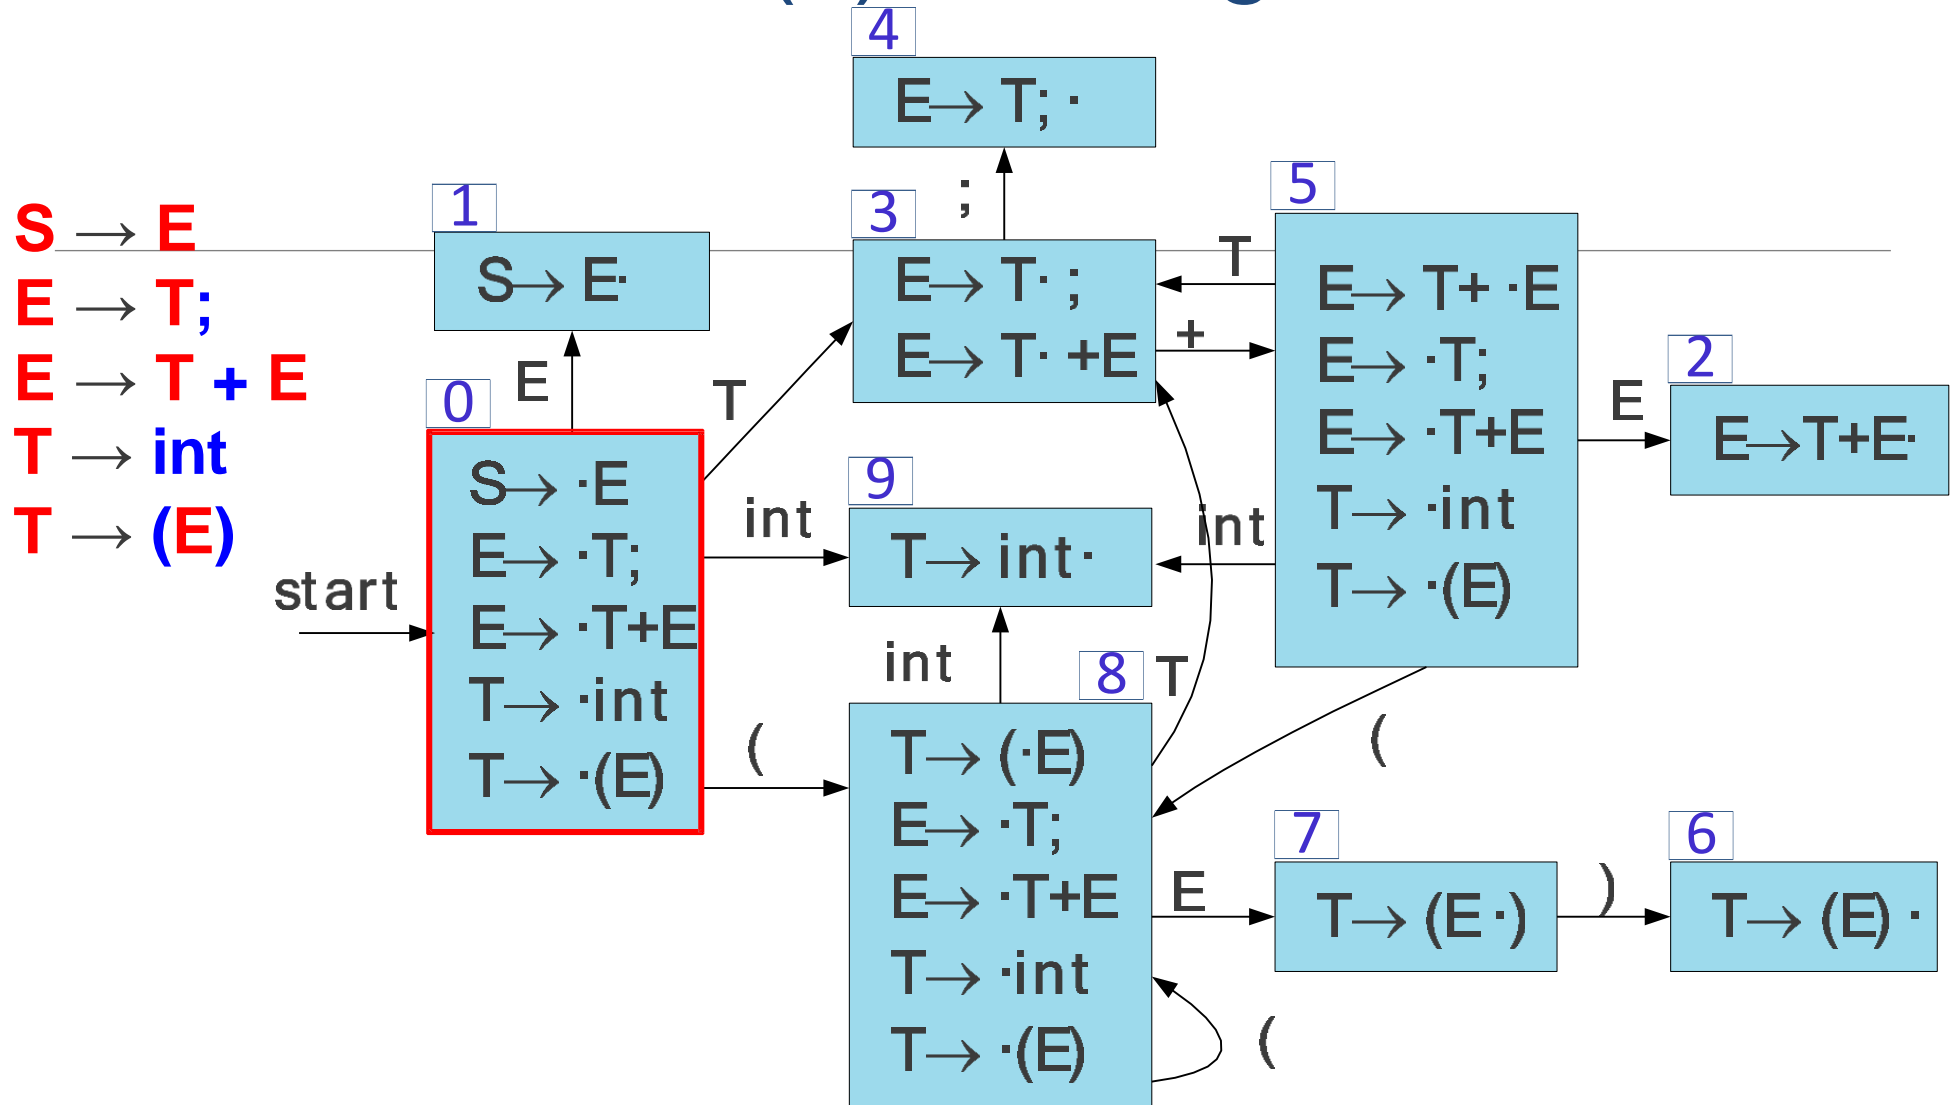 S → E
E → T;
E → T + E
T → int
T → (E)
start
0
S → ·E
E → ·T;
E → ·T+E
T → ·int
T → ·(E)
E
T
int
(
1
S → E·
4
E → T; ·
;
3
E → T· ;
E → T· +E
T
+
5
E → T+ ·E
E → ·T;
E → ·T+E
T → ·int
T → ·(E)
E
2
E → T+E·
9
T → int·
int
int
T
(
8
T → (·E)
E → ·T;
E → ·T+E
T → ·int
T → ·(E)
(
E
7
T → (E·)
)
6
T → (E) ·